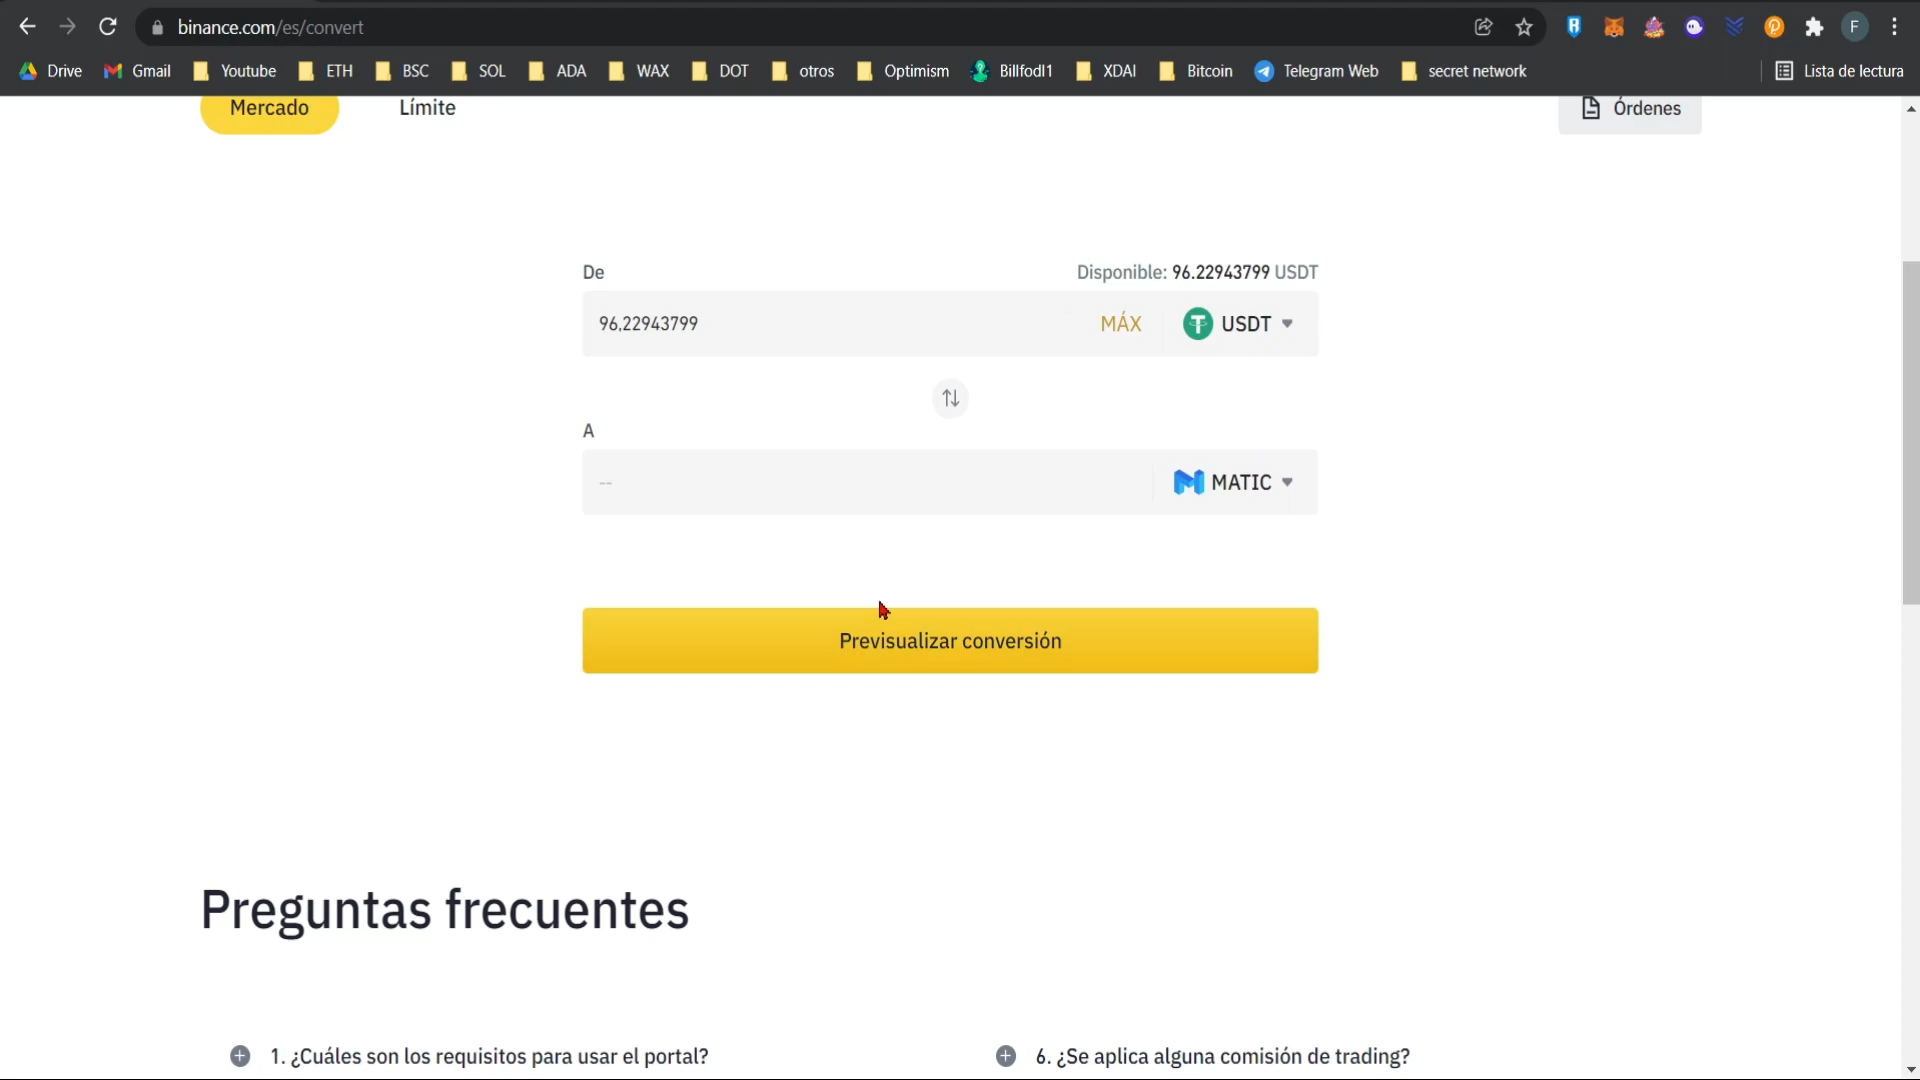 binance.com/es/convert
F
Drive
Gmail
Youtube
ETH
BSC
SOL
ADA
WAX
DOT
otros
Optimism
Billfodl1
XDAI
Bitcoin
Telegram Web
secret network
Lista de lectura
Mercado
Límite
Órdenes
De
Disponible: 96.22943799 USDT
96,22943799
MÁX
USDT
A
--
MATIC
Previsualizar conversión
Preguntas frecuentes
1. ¿Cuáles son los requisitos para usar el portal?
6. ¿Se aplica alguna comisión de trading?